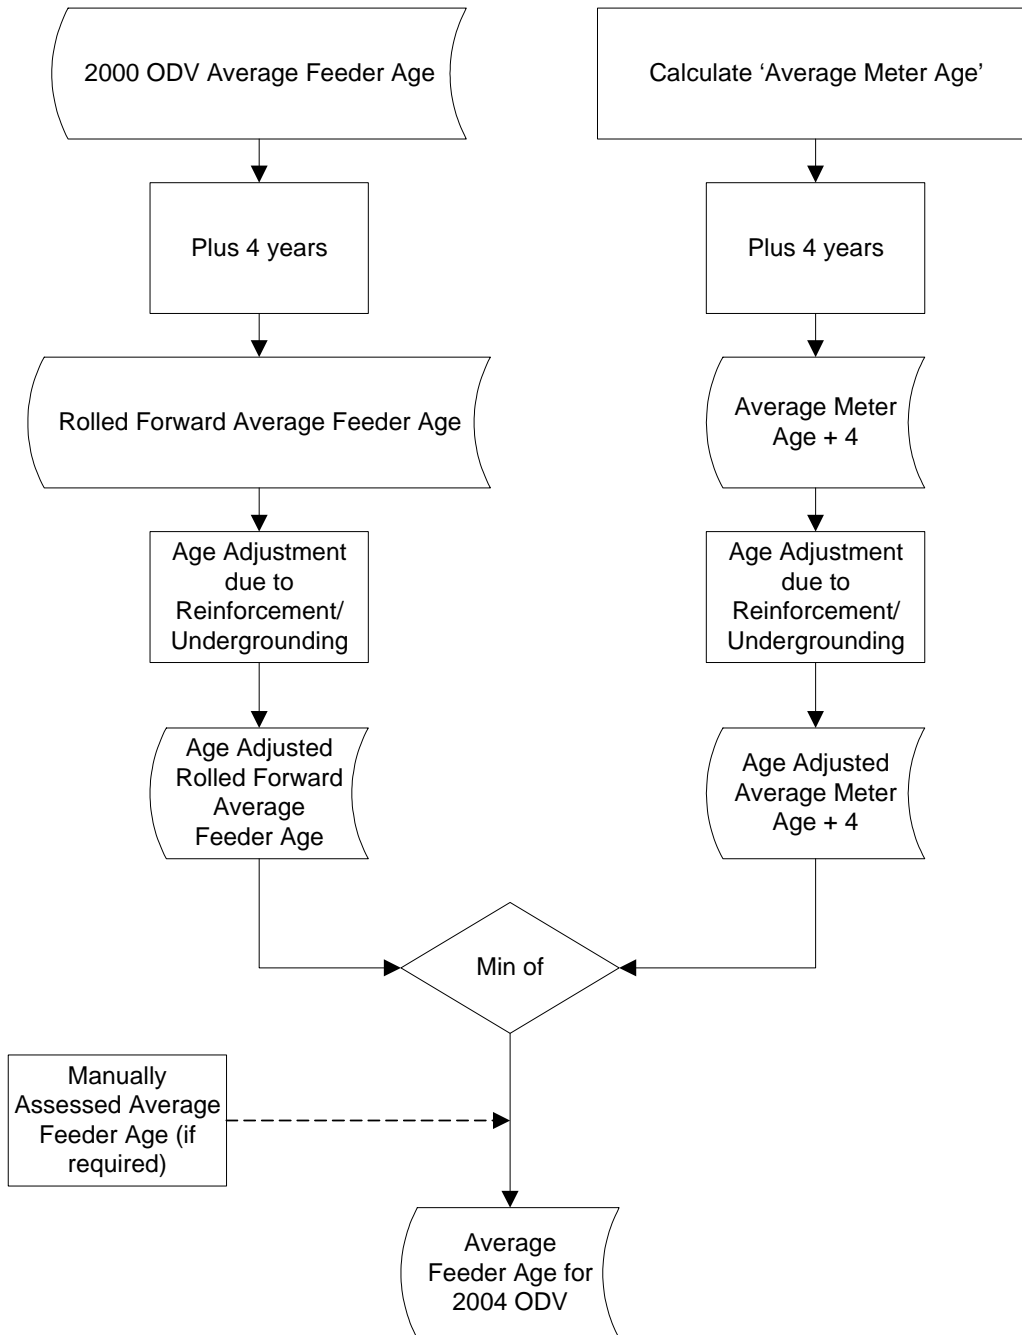 2000 ODV Average Feeder Age
Calculate ‘Average Meter Age’
Plus 4 years
Plus 4 years
Rolled Forward Average Feeder Age
Average Meter
Age + 4
Age Adjustment
due to
Reinforcement/
Undergrounding
Age Adjustment
due to
Reinforcement/
Undergrounding
Age Adjusted
Rolled Forward
Average
Feeder Age
Age Adjusted
Average Meter
Age + 4
Min of
Manually
Assessed Average
Feeder Age (if
required)
Average
Feeder Age for
2004 ODV